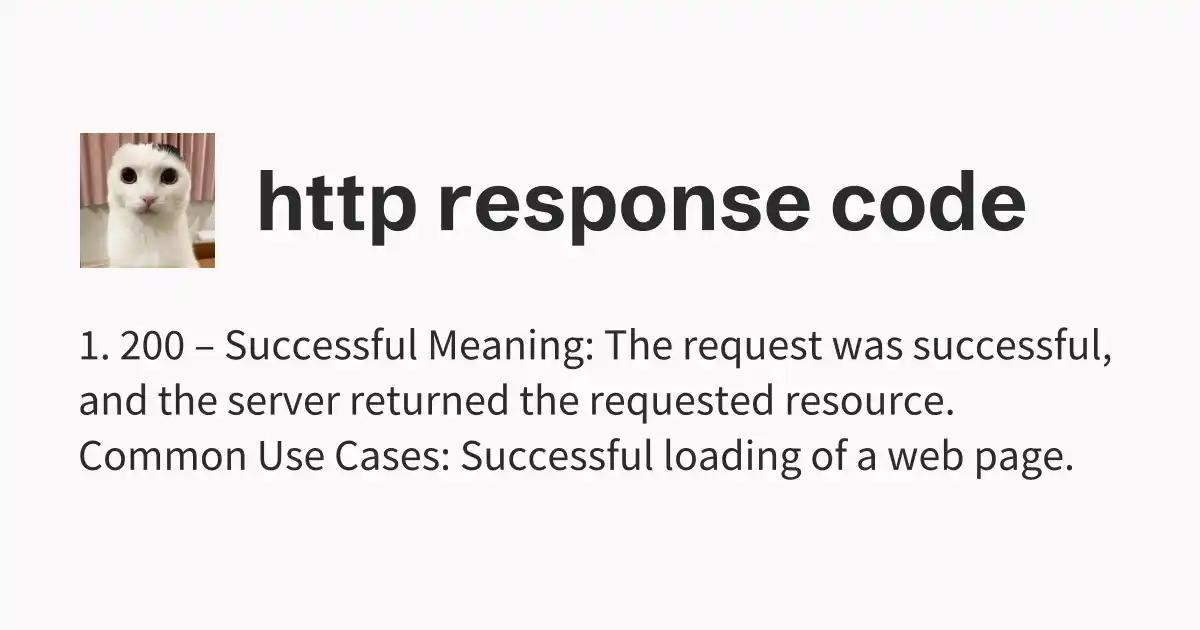 http response code
1. 200 – Successful Meaning: The request was successful,
and the server returned the requested resource.
Common Use Cases: Successful loading of a web page.